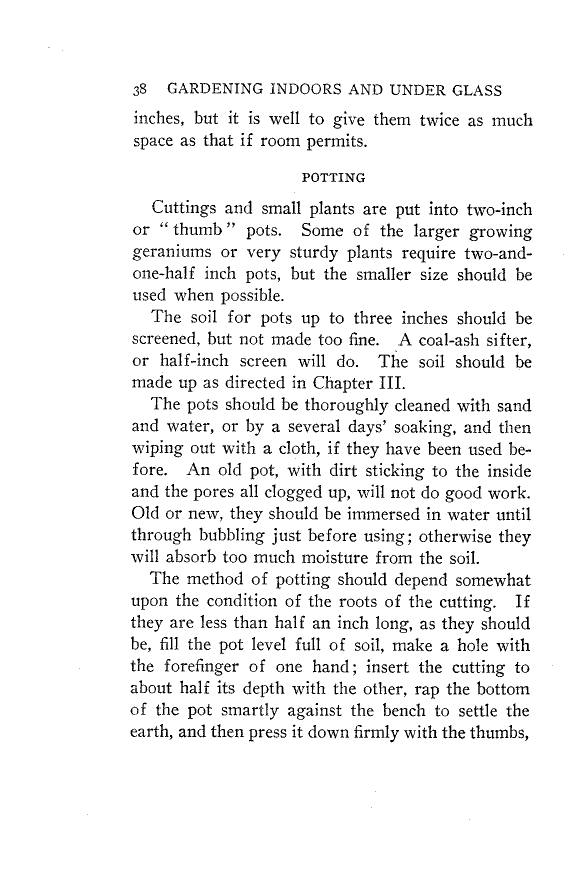 38 GARDENING INDOORS AND UNDER GLASS
inches, but it is well to give them twice as much
space as that if room permits.
POTTING
Cuttings and small plants are put into two-inch
or “thumb” pots. Some of the larger growing
geraniums or very sturdy plants require two-and-
one-half inch pots, but the smaller size should be
used when possible.
The soil for pots up to three inches should be
screened, but not made too fine. A coal-ash sifter,
or half-inch screen will do. The soil should be
made up as directed in Chapter III.
The pots should be thoroughly cleaned with sand
and water, or by a several days’ soaking, and then
wiping out with a cloth, if they have been used be-
fore. An old pot, with dirt sticking to the inside
and the pores all clogged up, will not do good work.
Old or new, they should be immersed in water until
through bubbling just before using; otherwise they
will absorb too much moisture from the soil.
The method of potting should depend somewhat
upon the condition of the roots of the cutting. If
they are less than half an inch long, as they should
be, fill the pot level full of soil, make a hole with
the forefinger of one hand; insert the cutting to
about half its depth with the other, rap the bottom
of the pot smartly against the bench to settle the
earth, and then press it down firmly with the thumbs,